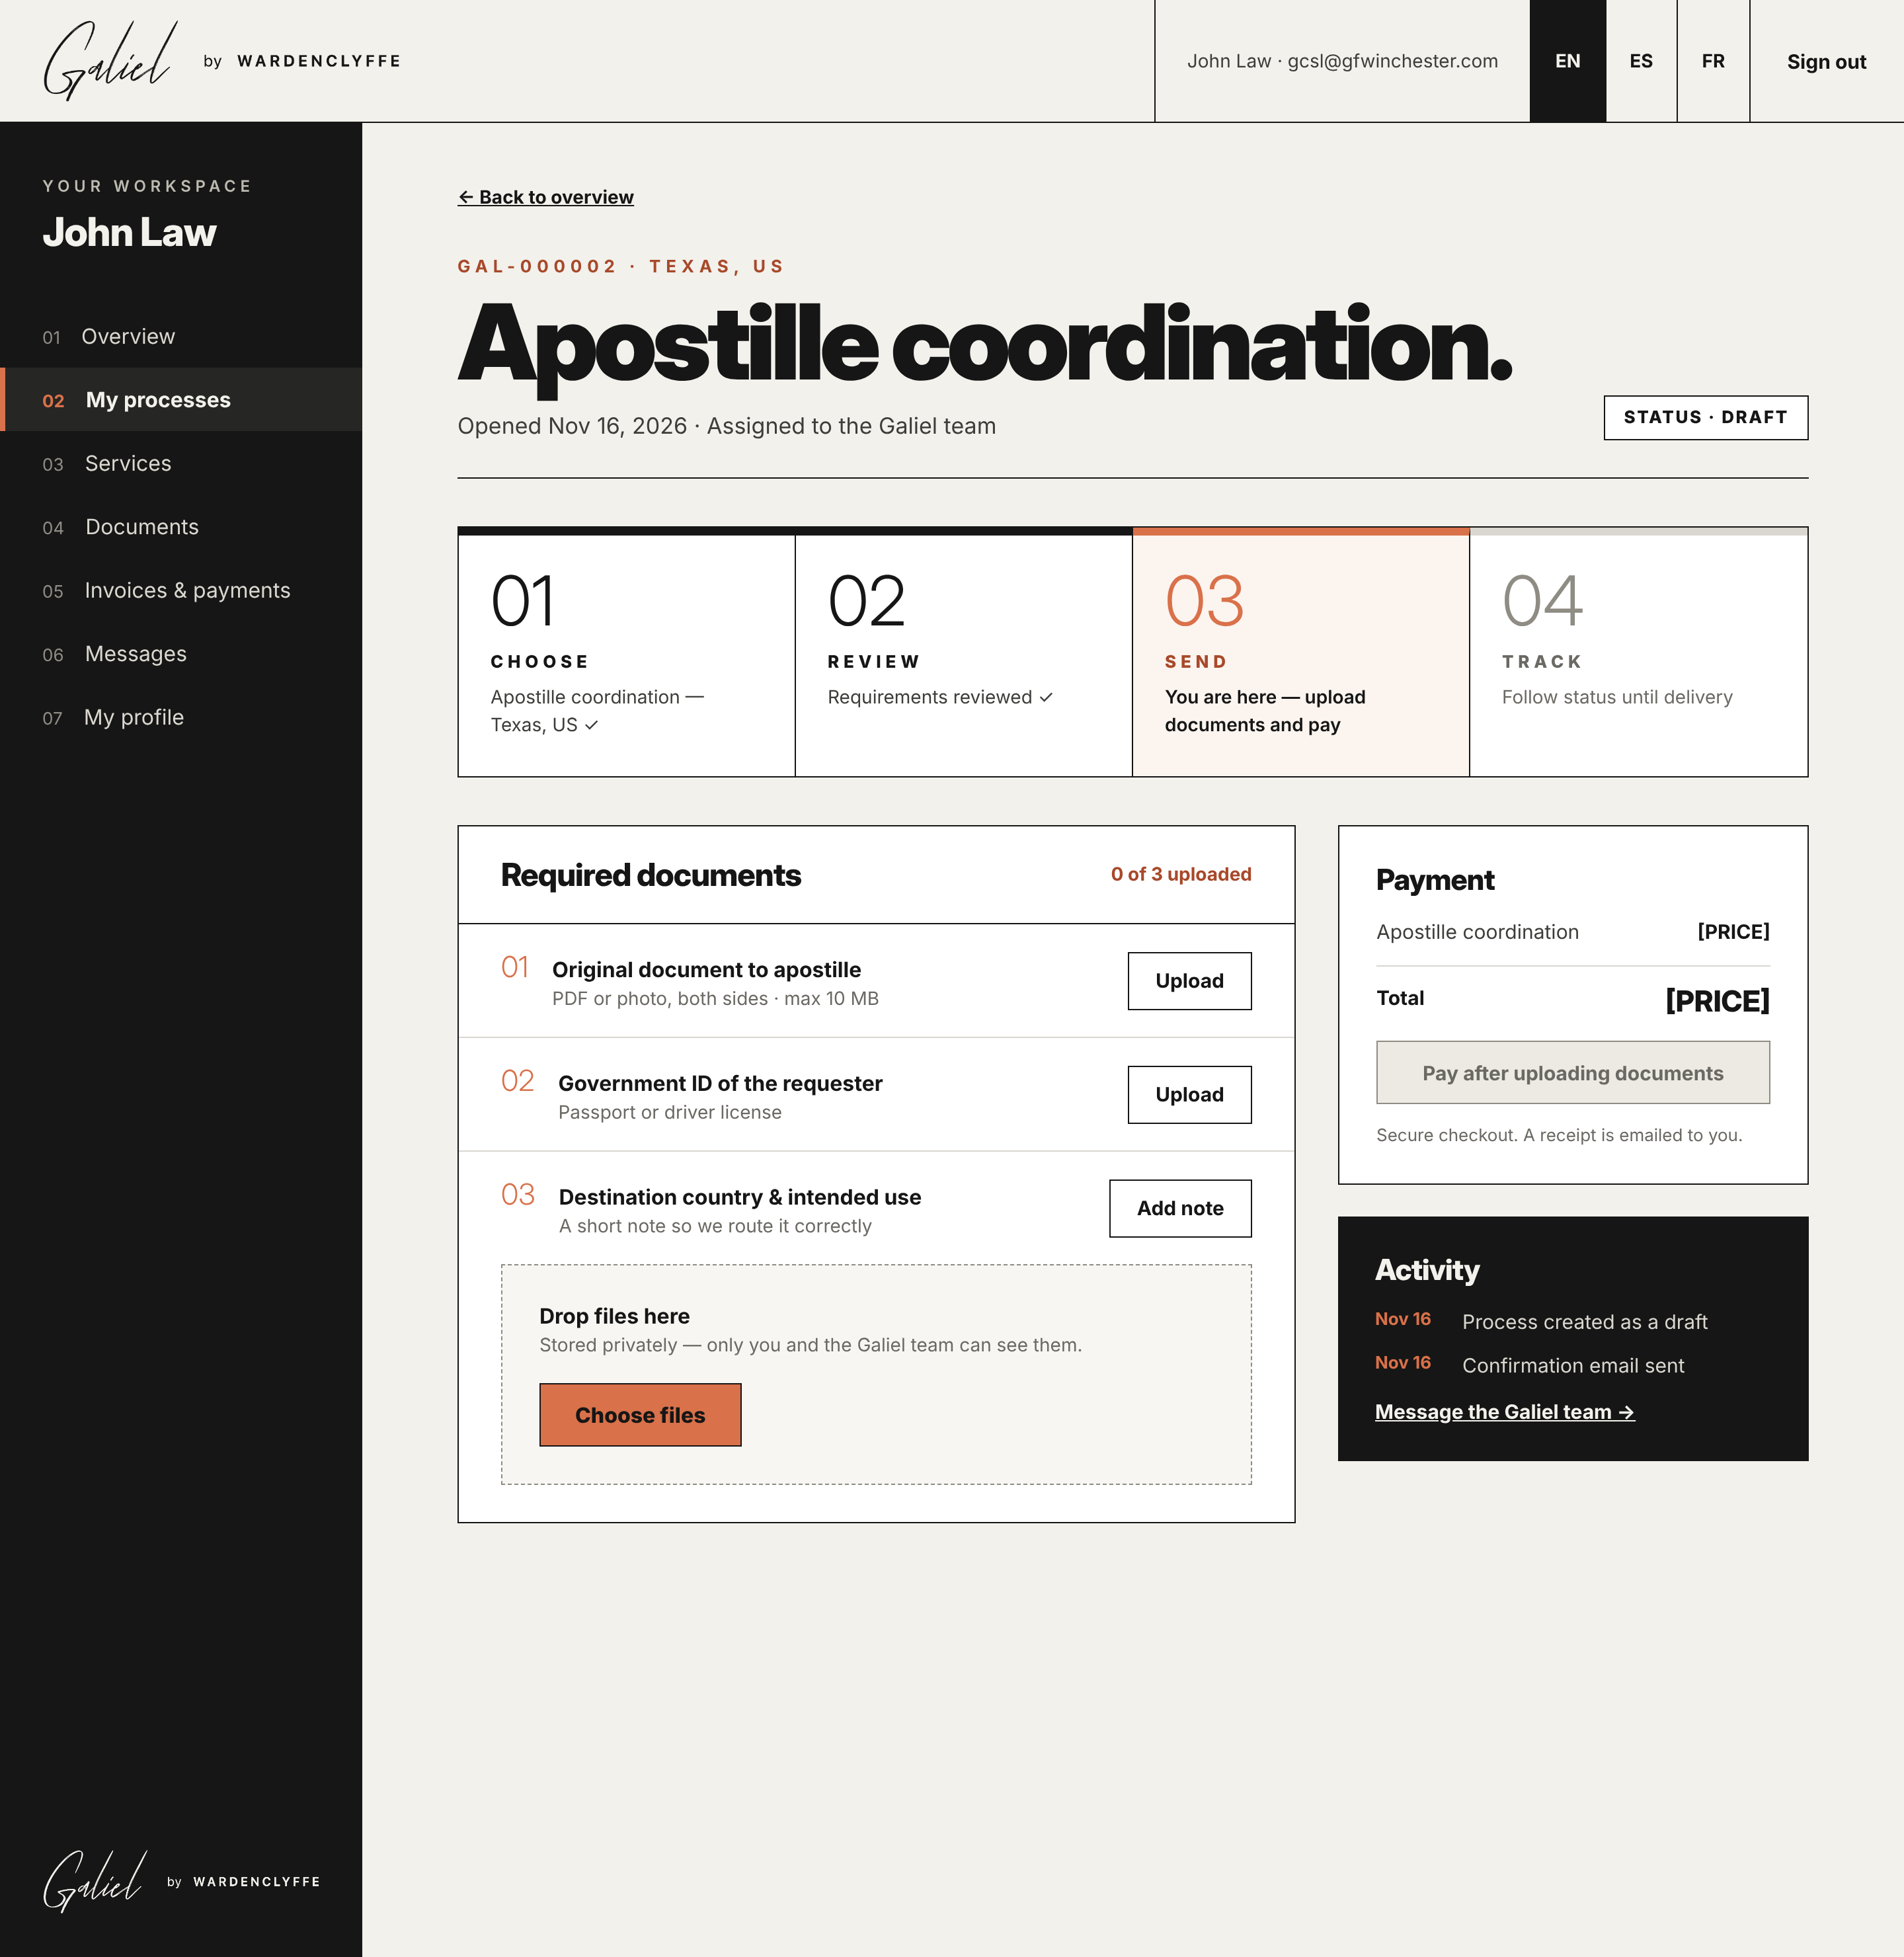 Galiel by WARDENCLYFFE
John Law · gcsl@gfwinchester.com
EN
ES
FR
Sign out
YOUR WORKSPACE
John Law
01 Overview
02 My processes
03 Services
04 Documents
05 Invoices & payments
06 Messages
07 My profile
Galiel by WARDENCLYFFE
← Back to overview
GAL-000002 · TEXAS, US
Apostille coordination.
Opened Nov 16, 2026 · Assigned to the Galiel team
STATUS · DRAFT
01
CHOOSE
Apostille coordination —
Texas, US ✓
02
REVIEW
Requirements reviewed ✓
03
SEND
You are here — upload
documents and pay
04
TRACK
Follow status until delivery
Required documents
0 of 3 uploaded
01 Original document to apostille
PDF or photo, both sides · max 10 MB
Upload
02 Government ID of the requester
Passport or driver license
Upload
03 Destination country & intended use
A short note so we route it correctly
Add note
Drop files here
Stored privately — only you and the Galiel team can see them.
Choose files
Payment
Apostille coordination [PRICE]
Total [PRICE]
Pay after uploading documents
Secure checkout. A receipt is emailed to you.
Activity
Nov 16 Process created as a draft
Nov 16 Confirmation email sent
Message the Galiel team →